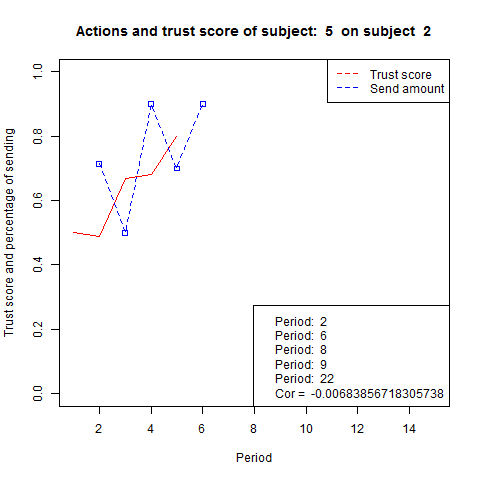 Actions and trust score of subject:  5  on subject  2
Trust score
Send amount
Trust score and percentage of sending
1.0
0.8
0.6
0.4
0.2
0.0
Period:  2
Period:  6
Period:  8
Period:  9
Period:  22
Cor =  -0.00683856718305738
2 4 6 8 10 12 14
Period